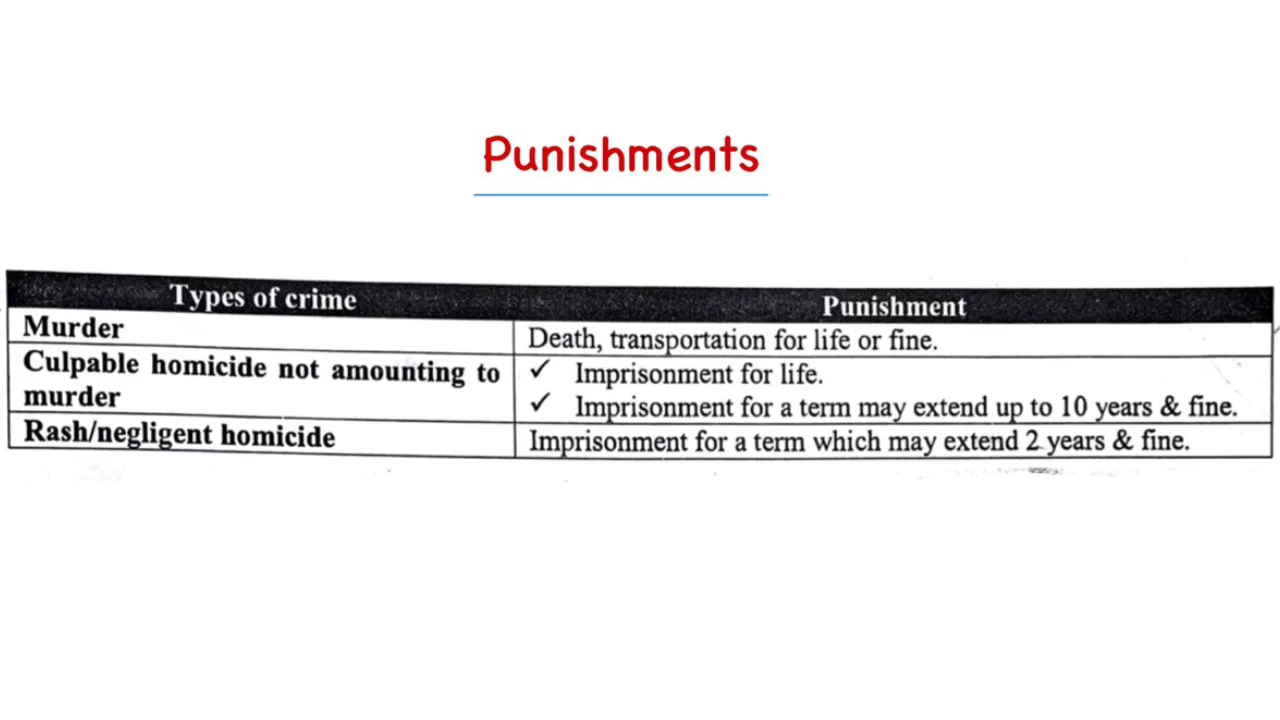 Punishments
Types of crime Punishment
Murder Death, transportation for life or fine.
Culpable homicide not amounting to murder ✓ Imprisonment for life.
✓ Imprisonment for a term may extend up to 10 years & fine.
Rash/negligent homicide Imprisonment for a term which may extend 2 years & fine.